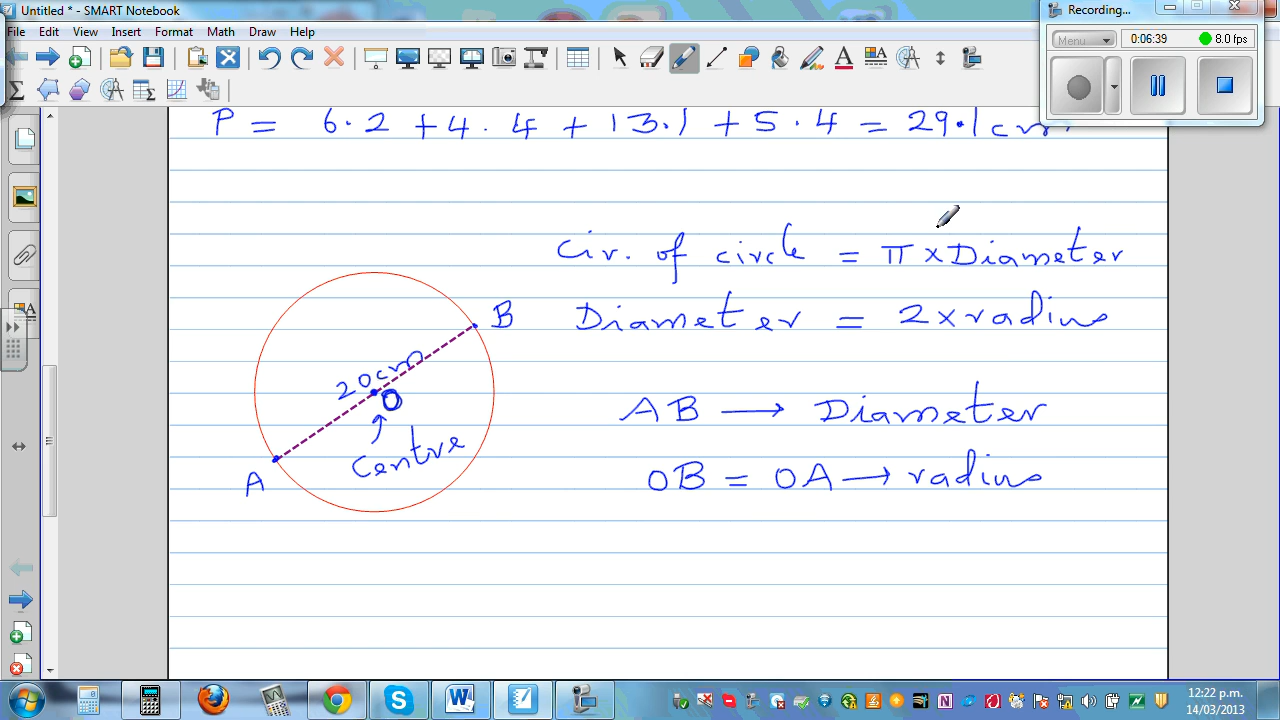 Untitled * - SMART Notebook
Recording...
File Edit View Insert Format Math Draw Help
Menu 0:06:39 8.0 fps
P = 6.2 + 4.4 + 13.1 + 5.4 = 29.1 cm
Cir. of circle = π × Diameter
Diameter = 2 × radius
B
20cm
O
Centre
A
AB → Diameter
OB = OA → radius
12:22 p.m.
14/03/2013